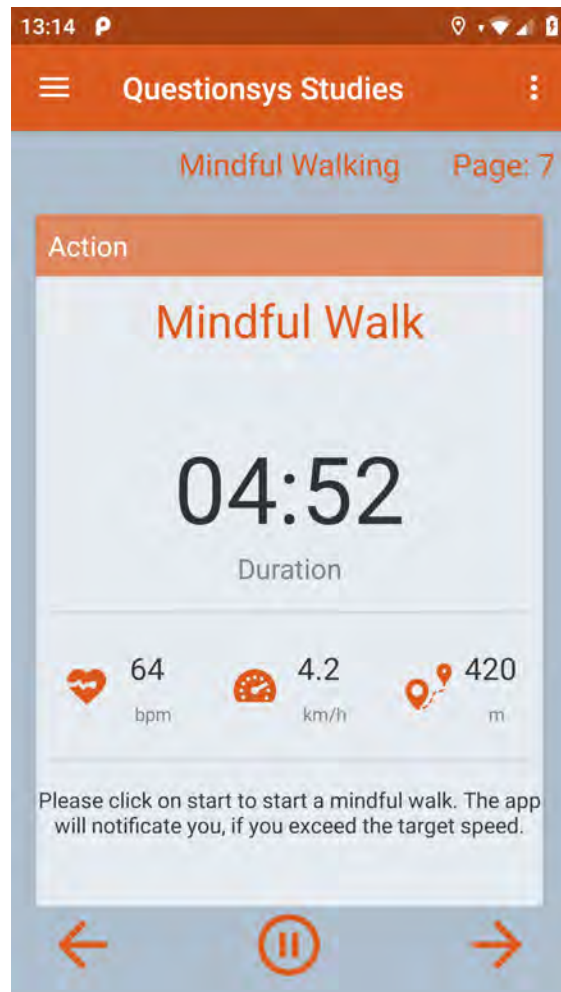 13:14
Questionsys Studies
Mindful Walking Page: 7
Action
Mindful Walk
04:52
Duration
64 4.2 420
bpm km/h m
Please click on start to start a mindful walk. The app
will notificate you, if you exceed the target speed.